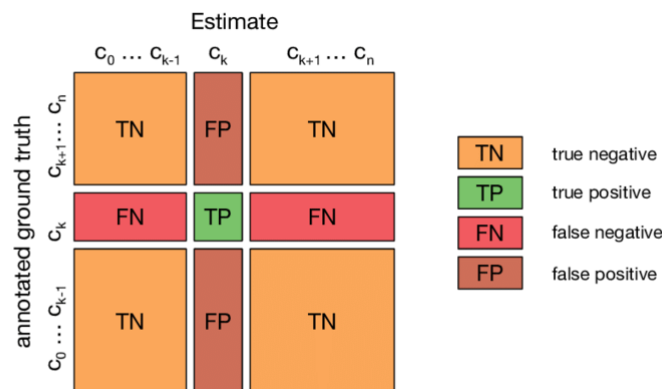 Estimate
c₀ … cₖ₋₁ cₖ cₖ₊₁ … cₙ
annotated ground truth
cₖ₊₁ … cₙ
cₖ
c₀ … cₖ₋₁
TN FP TN
FN TP FN
TN FP TN
TN true negative
TP true positive
FN false negative
FP false positive